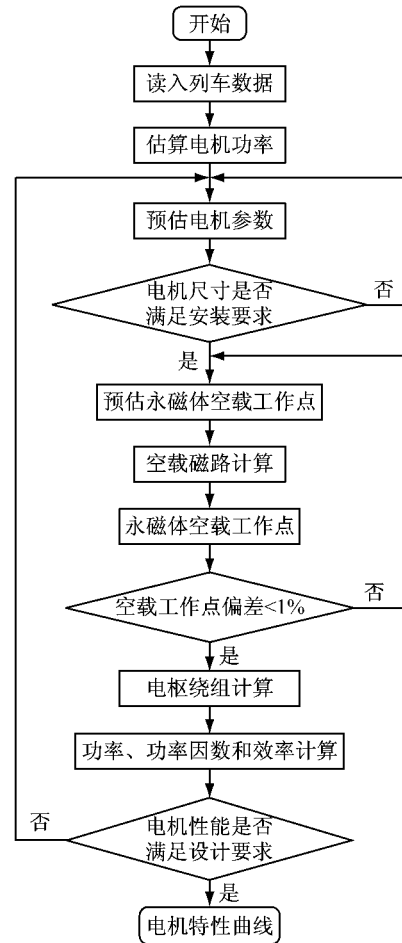 开始
读入列车数据
估算电机功率
预估电机参数
电机尺寸是否
满足安装要求
否
是
预估永磁体空载工作点
空载磁路计算
永磁体空载工作点
空载工作点偏差<1%
否
是
电枢绕组计算
功率、功率因数和效率计算
否
电机性能是否
满足设计要求
是
电机特性曲线